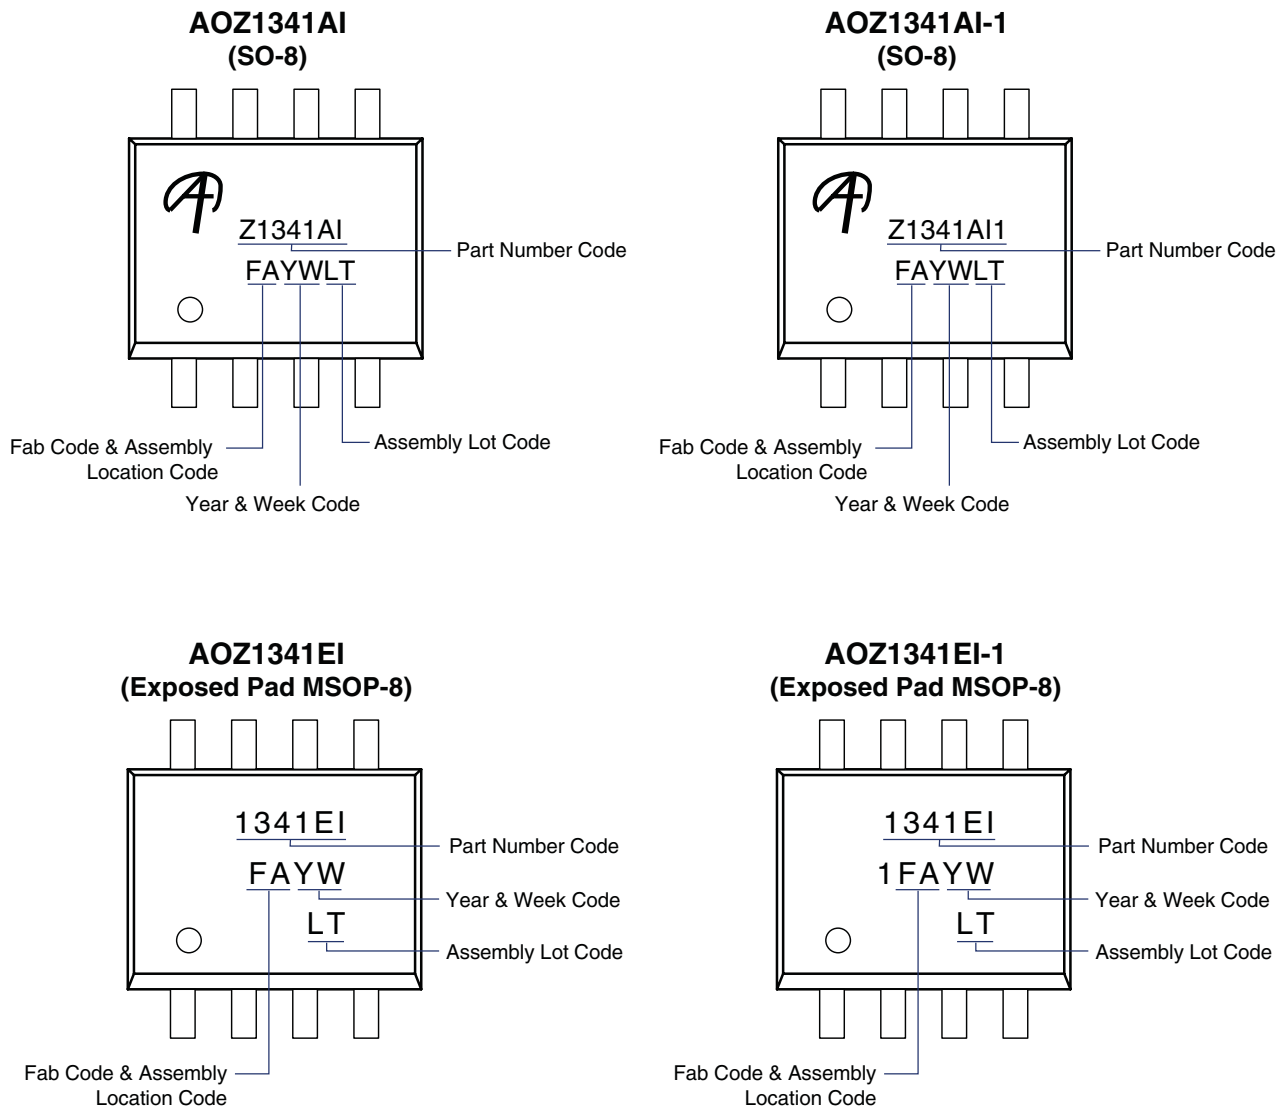 AOZ1341AI
(SO-8)
Z1341AI
Part Number Code
FAYWLT
Fab Code & Assembly
Location Code
Assembly Lot Code
Year & Week Code
AOZ1341AI-1
(SO-8)
Z1341AI1
Part Number Code
FAYWLT
Fab Code & Assembly
Location Code
Assembly Lot Code
Year & Week Code
AOZ1341EI
(Exposed Pad MSOP-8)
1341EI
Part Number Code
FAYW
Year & Week Code
LT
Assembly Lot Code
Fab Code & Assembly
Location Code
AOZ1341EI-1
(Exposed Pad MSOP-8)
1341EI
Part Number Code
1FAYW
Year & Week Code
LT
Assembly Lot Code
Fab Code & Assembly
Location Code